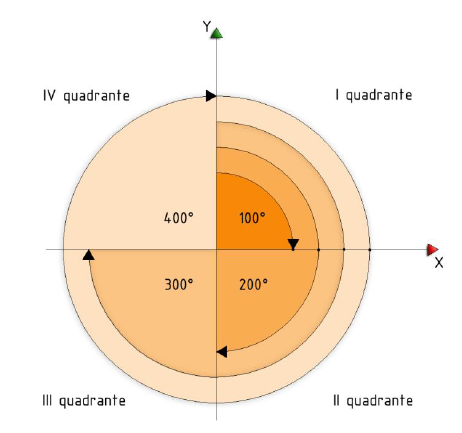 Y
IV quadrante
I quadrante
400°
100°
X
300°
200°
III quadrante
II quadrante